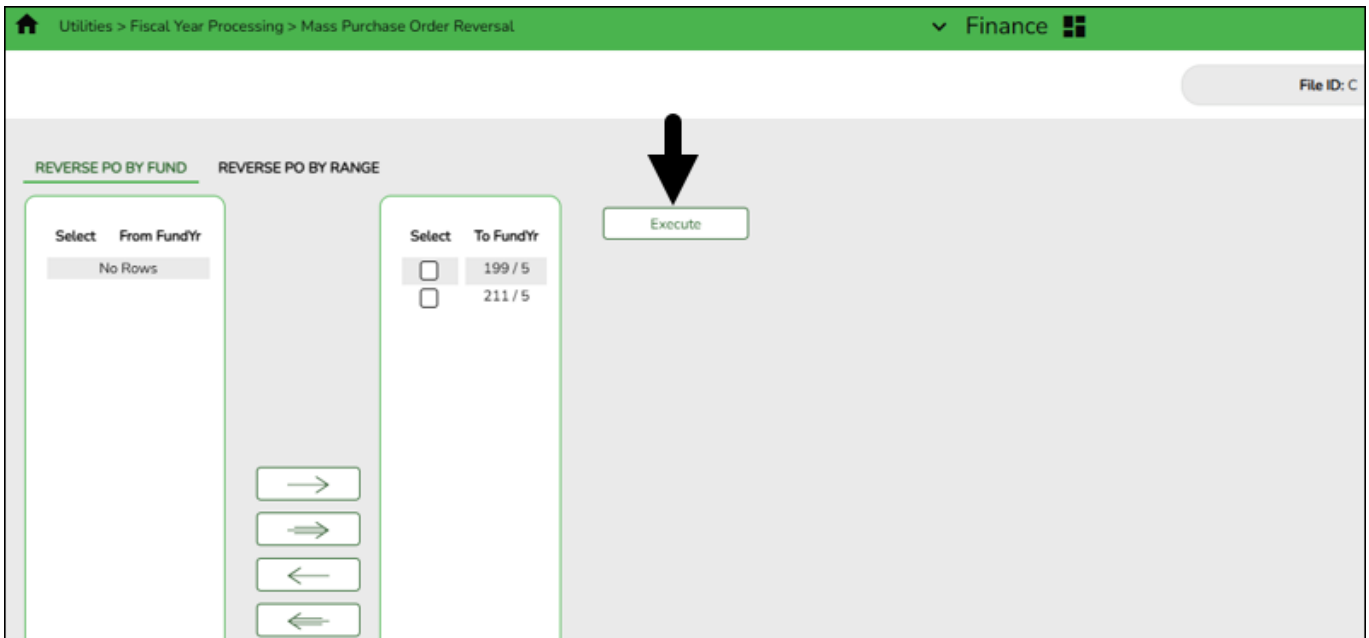 Utilities > Fiscal Year Processing > Mass Purchase Order Reversal
Finance
File ID: C
REVERSE PO BY FUND
REVERSE PO BY RANGE
Select From FundYr
No Rows
Select To FundYr
199 / 5
211 / 5
Execute